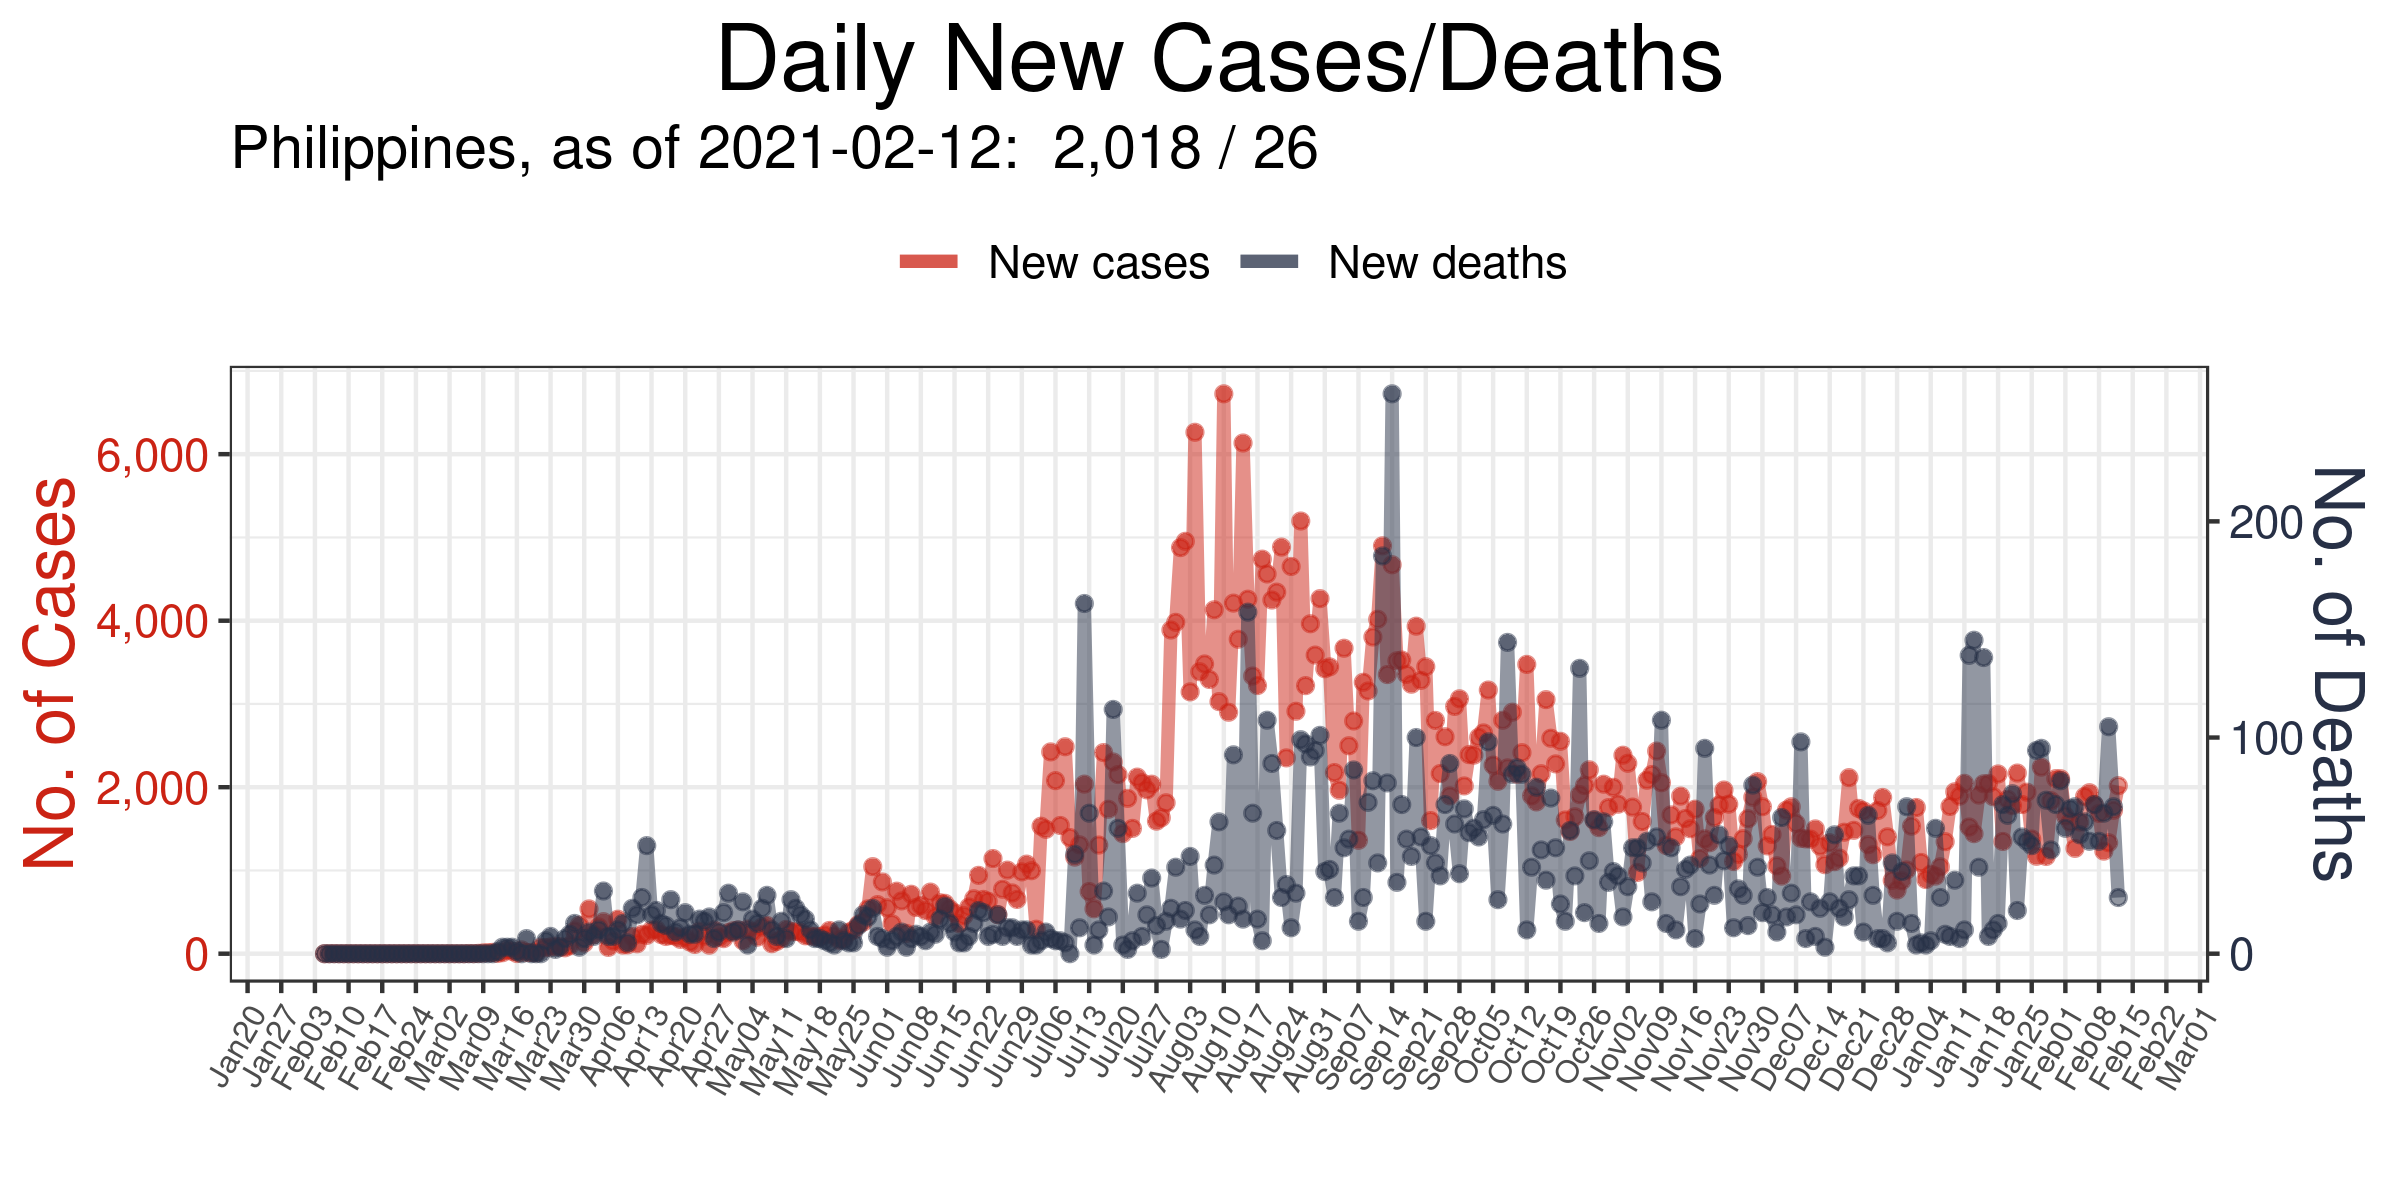 Daily New Cases/Deaths
Philippines, as of 2021-02-12:  2,018 / 26
New cases
New deaths
No. of Cases
6,000
4,000
2,000
0
No. of Deaths
200
100
0
Jan20
Jan27
Feb03
Feb10
Feb17
Feb24
Mar02
Mar09
Mar16
Mar23
Mar30
Apr06
Apr13
Apr20
Apr27
May04
May11
May18
May25
Jun01
Jun08
Jun15
Jun22
Jun29
Jul06
Jul13
Jul20
Jul27
Aug03
Aug10
Aug17
Aug24
Aug31
Sep07
Sep14
Sep21
Sep28
Oct05
Oct12
Oct19
Oct26
Nov02
Nov09
Nov16
Nov23
Nov30
Dec07
Dec14
Dec21
Dec28
Jan04
Jan11
Jan18
Jan25
Feb01
Feb08
Feb15
Feb22
Mar01